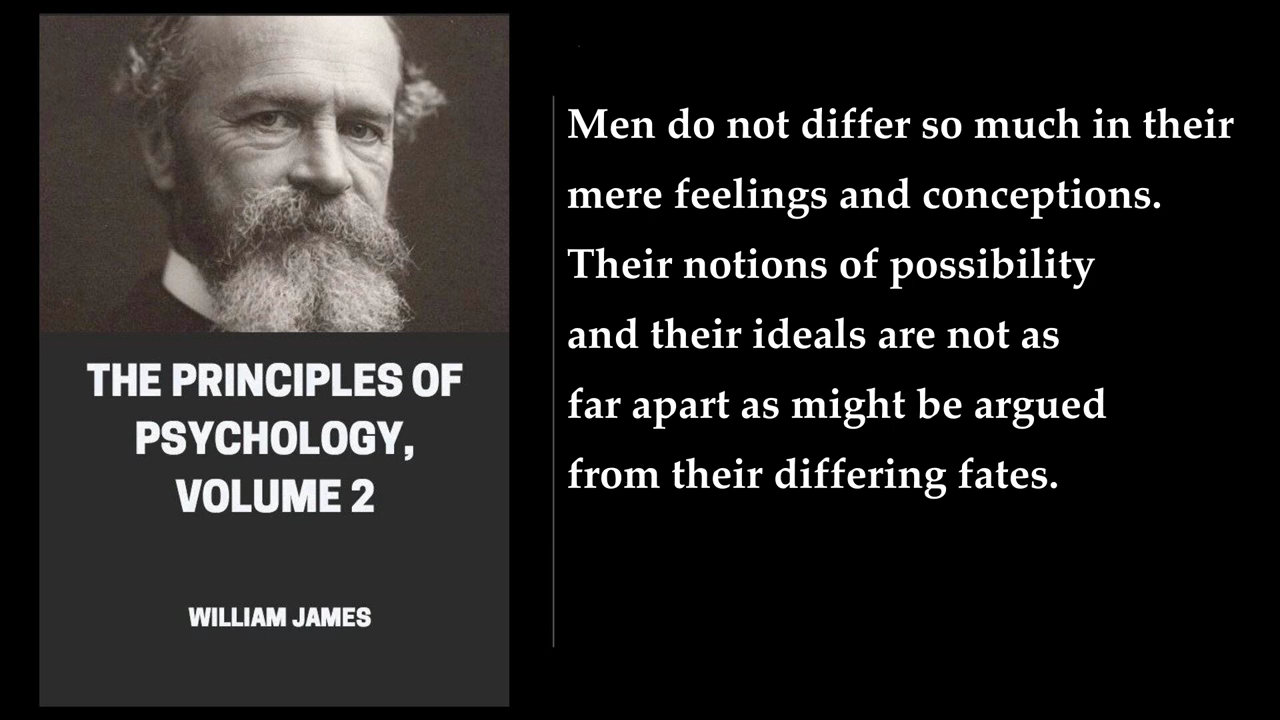 THE PRINCIPLES OF
PSYCHOLOGY,
VOLUME 2
WILLIAM JAMES
Men do not differ so much in their
mere feelings and conceptions.
Their notions of possibility
and their ideals are not as
far apart as might be argued
from their differing fates.